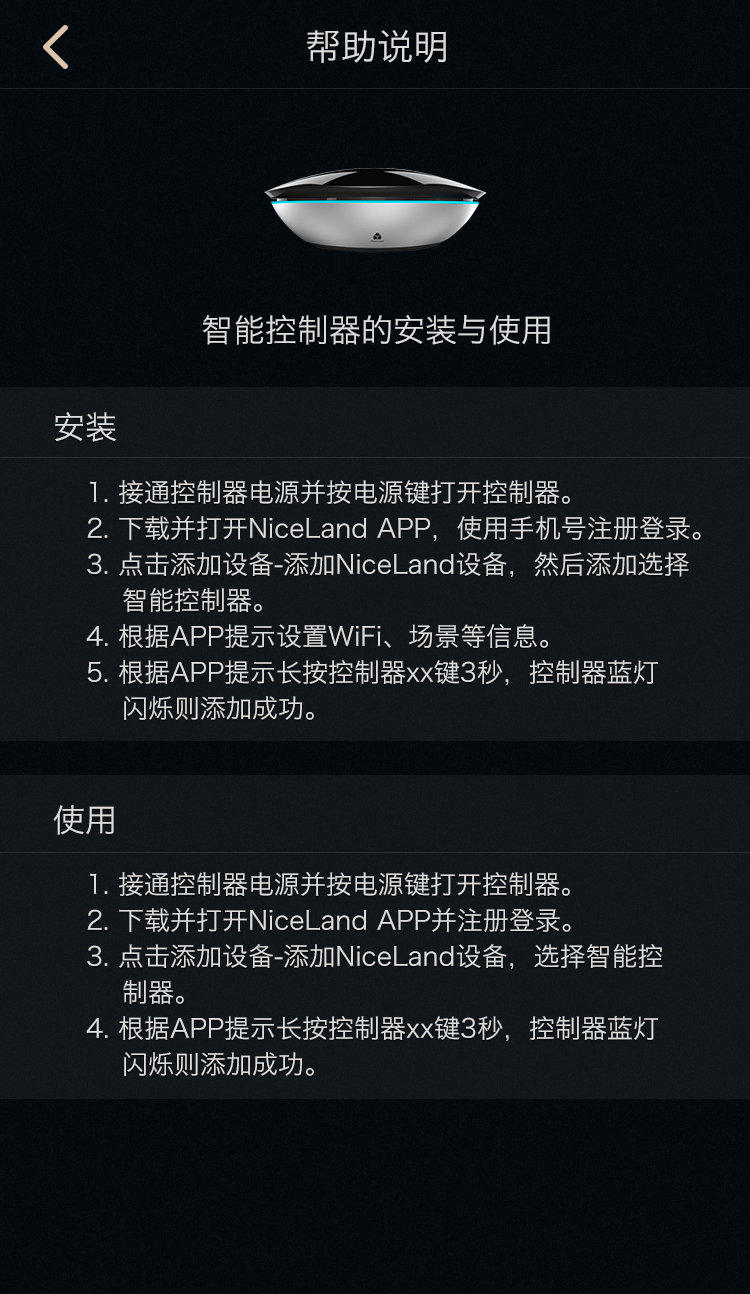 帮助说明
智能控制器的安装与使用
安装
1. 接通控制器电源并按电源键打开控制器。
2. 下载并打开NiceLand APP，使用手机号注册登录。
3. 点击添加设备-添加NiceLand设备，然后添加选择
智能控制器。
4. 根据APP提示设置WiFi、场景等信息。
5. 根据APP提示长按控制器xx键3秒，控制器蓝灯
闪烁则添加成功。
使用
1. 接通控制器电源并按电源键打开控制器。
2. 下载并打开NiceLand APP并注册登录。
3. 点击添加设备-添加NiceLand设备，选择智能控
制器。
4. 根据APP提示长按控制器xx键3秒，控制器蓝灯
闪烁则添加成功。